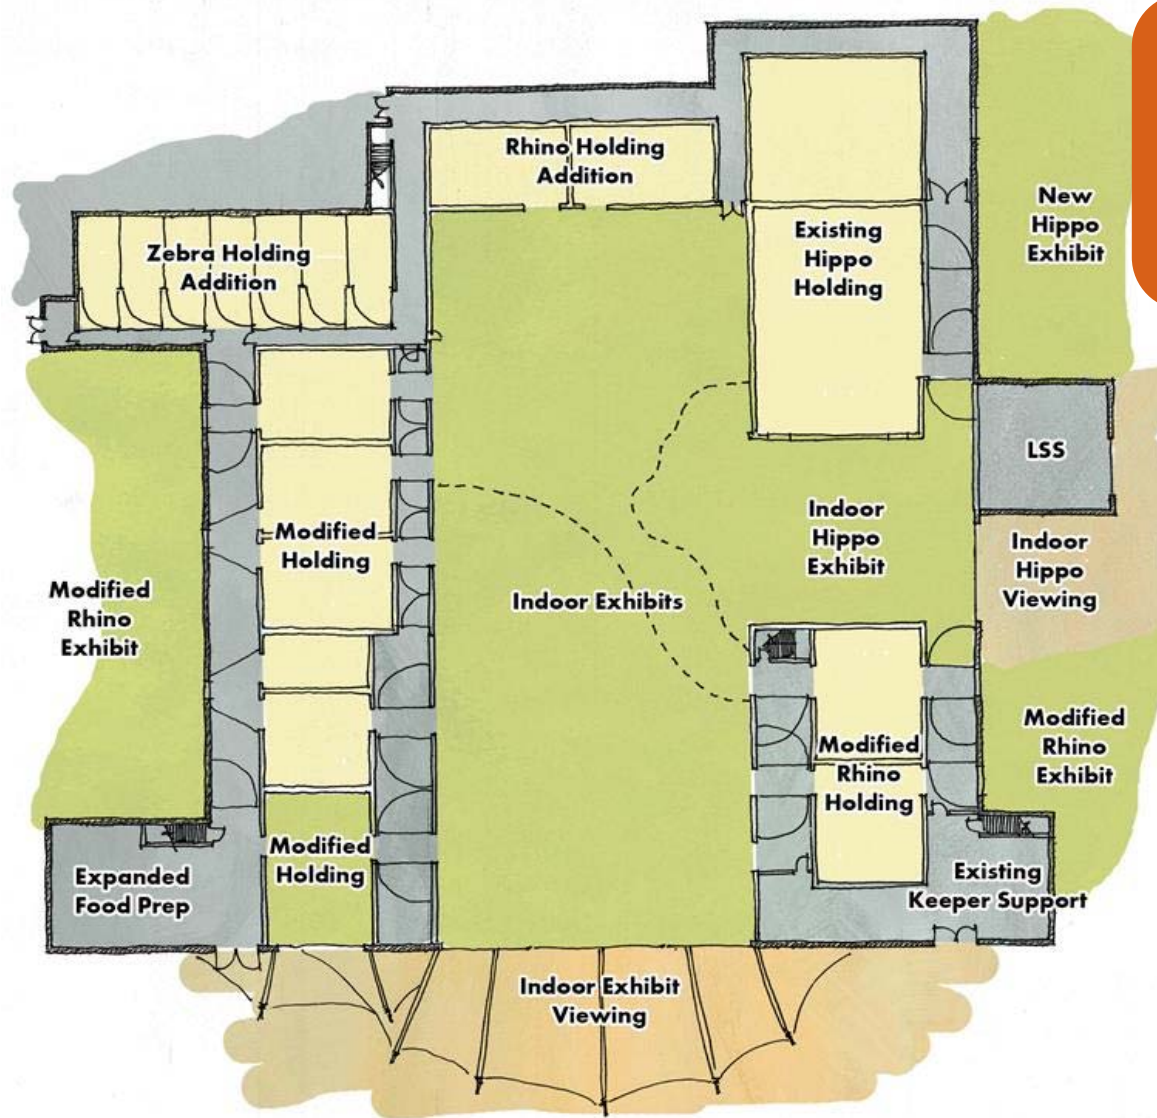 Rhino Holding
Addition
New
Hippo
Exhibit
Zebra Holding
Addition
Existing
Hippo
Holding
LSS
Modified
Holding
Indoor
Hippo
Exhibit
Indoor
Hippo
Viewing
Modified
Rhino
Exhibit
Indoor Exhibits
Modified
Rhino
Exhibit
Modified
Rhino
Holding
Modified
Holding
Expanded
Food Prep
Existing
Keeper Support
Indoor Exhibit
Viewing